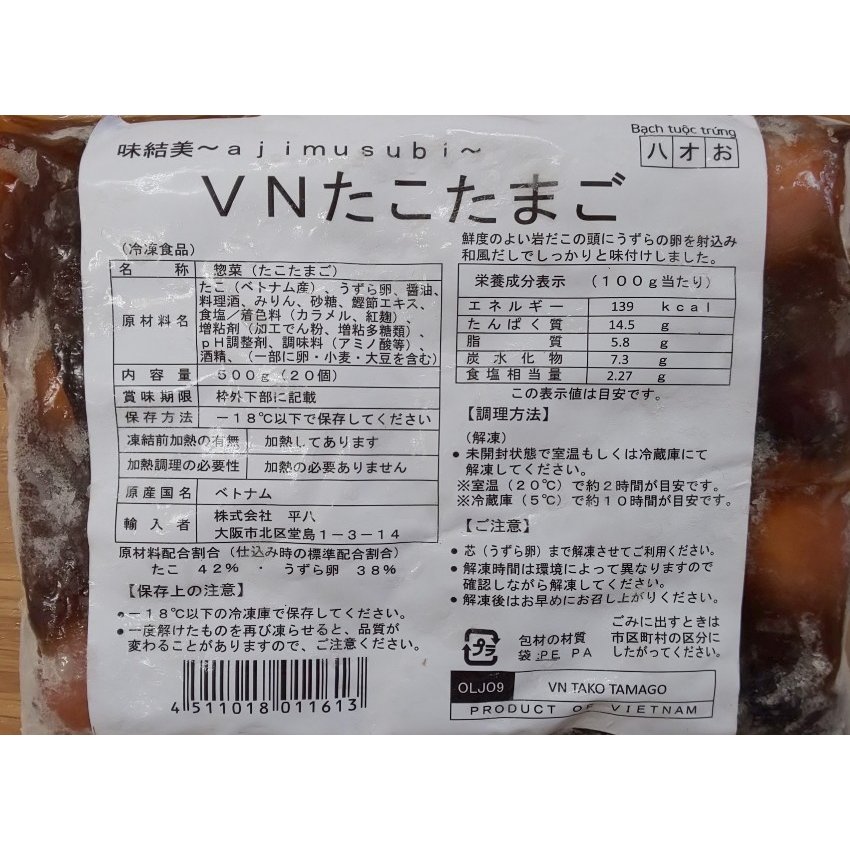 Bạch tuộc trứng
味結美～ajimusubi～
ハオお
VNたこたまご
(冷凍食品)
名称 惣菜(たこたまご)
原材料名 たこ(ベトナム産)、うずら卵、醤油、
料理酒、みりん、砂糖、鰹節エキス、
食塩／着色料(カラメル、紅麹)、
増粘剤(加工でん粉、増粘多糖類)、
pH調整剤、調味料(アミノ酸等)、
酒精、(一部に卵・小麦・大豆を含む)
内容量 500g(20個)
賞味期限 枠外下部に記載
保存方法 －18℃以下で保存してください
凍結前加熱の有無 加熱してあります
加熱調理の必要性 加熱の必要ありません
原産国名 ベトナム
輸入者 株式会社 平八
大阪市北区堂島1－3－14
原材料配合割合(仕込み時の標準配合割合)
たこ 42% ・ うずら卵 38%
【保存上の注意】
●－18℃以下の冷凍庫で保存してください。
●一度解けたものを再び凍らせると、品質が
変わることがありますので、ご注意ください。
4 511018 011613
鮮度のよい岩だこの頭にうずらの卵を射込み
和風だしでしっかりと味付けしました。
栄養成分表示 (100g当たり)
エネルギー 139 kcal
たんぱく質 14.5 g
脂質 5.8 g
炭水化物 7.3 g
食塩相当量 2.27 g
この表示値は目安です。
【調理方法】
(解凍)
●未開封状態で室温もしくは冷蔵庫にて
解凍してください。
※室温(20℃)で約2時間が目安です。
※冷蔵庫(5℃)で約10時間が目安です。
【ご注意】
●芯(うずら卵)まで解凍させてご利用ください。
●解凍時間は環境によって異なりますので
確認しながら解凍してください。
●解凍後はお早めにお召し上がりください。
プラ
包材の材質
袋:PE PA
ごみに出すときは
市区町村の区分に
したがってください。
OLJ09 VN TAKO TAMAGO
PRODUCT OF VIETNAM